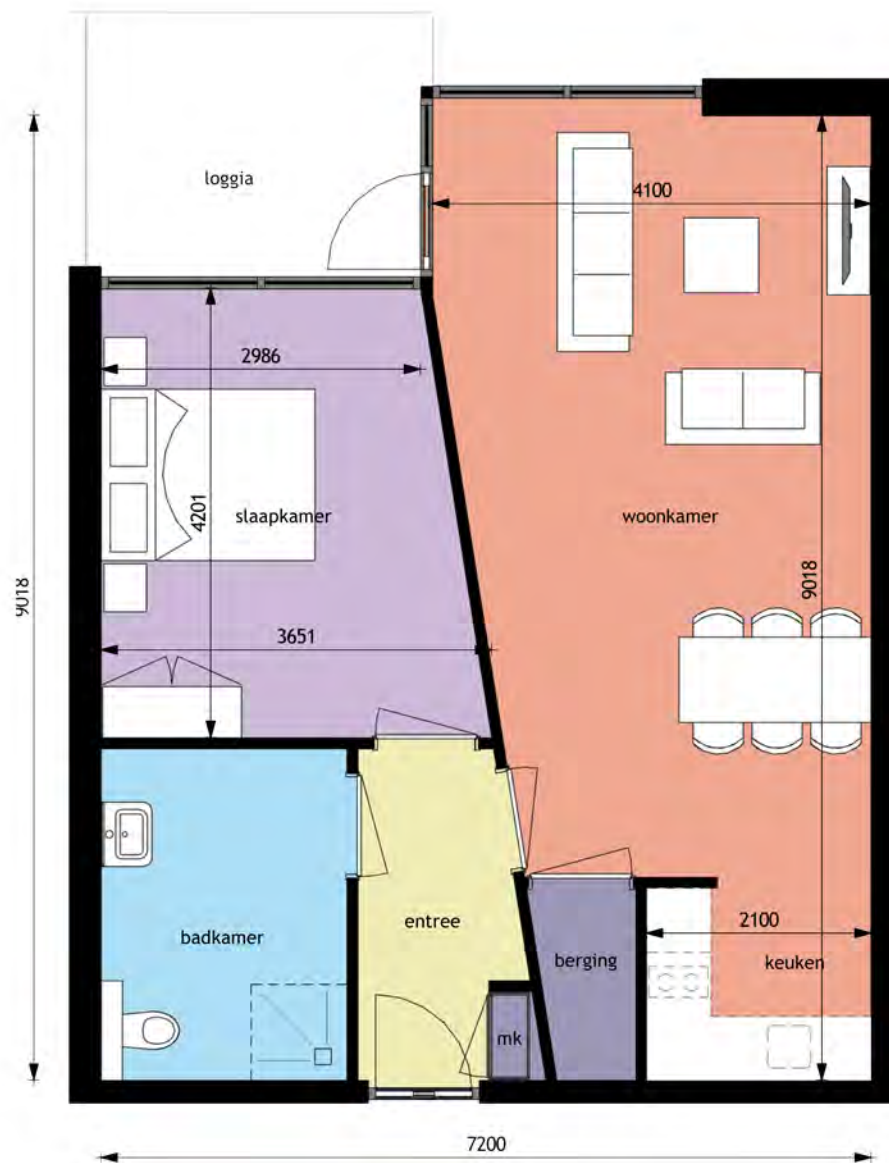 loggia
4100
2986
4201
slaapkamer
woonkamer
9018
9018
3651
badkamer
entree
berging
2100
keuken
mk
7200